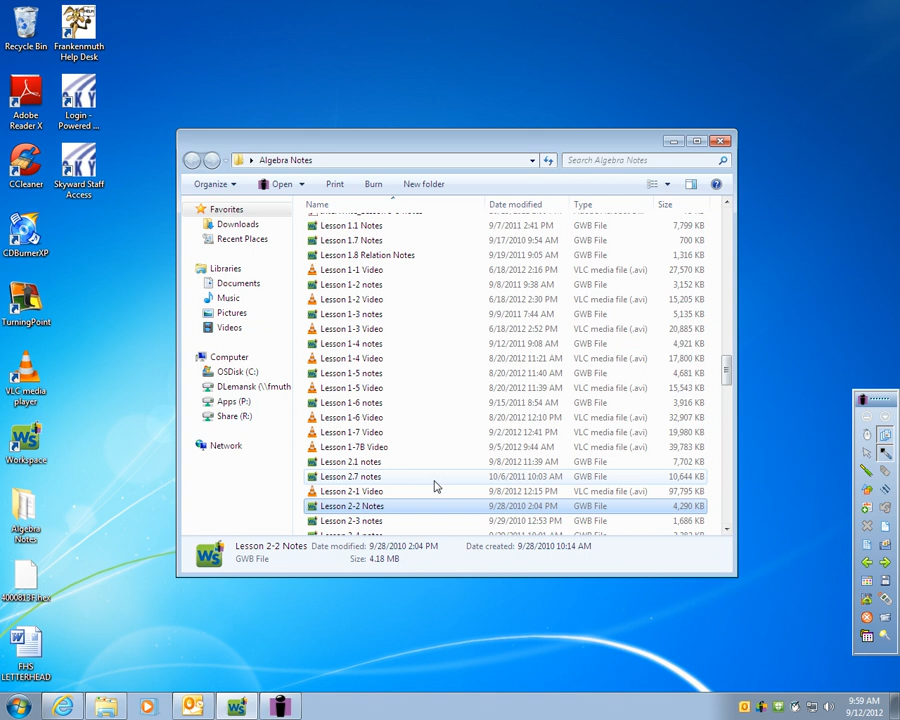 Recycle Bin
Frankenmuth
Help Desk
Adobe
Reader X
Login -
Powered ...
CCleaner
Skyward Staff
Access
CDBurnerXP
TurningPoint
VLC media
player
Workspace
Algebra
Notes
FHS
LETTERHEAD
Algebra Notes
Search Algebra Notes
Organize
Open
Print
Burn
New folder
Favorites
Downloads
Recent Places
Libraries
Documents
Music
Pictures
Videos
Computer
OSDisk (C:)
DLemansk (\\fmuth
Apps (P:)
Share (R:)
Network
Name Date modified Type Size
Lesson 1.1 Notes 9/7/2011 2:41 PM GWB File 7,799 KB
Lesson 1.7 Notes 9/17/2010 9:54 AM GWB File 700 KB
Lesson 1.8 Relation Notes 9/19/2011 9:05 AM GWB File 1,316 KB
Lesson 1-1 Video 6/18/2012 2:16 PM VLC media file (.avi) 27,570 KB
Lesson 1-2 notes 9/8/2011 9:38 AM GWB File 3,152 KB
Lesson 1-2 Video 6/18/2012 2:30 PM VLC media file (.avi) 15,205 KB
Lesson 1-3 notes 9/9/2011 7:44 AM GWB File 5,135 KB
Lesson 1-3 Video 6/18/2012 2:52 PM VLC media file (.avi) 20,885 KB
Lesson 1-4 notes 9/12/2011 9:08 AM GWB File 4,921 KB
Lesson 1-4 Video 8/20/2012 11:21 AM VLC media file (.avi) 17,800 KB
Lesson 1-5 notes 8/20/2012 11:40 AM GWB File 4,681 KB
Lesson 1-5 Video 8/20/2012 11:39 AM VLC media file (.avi) 15,543 KB
Lesson 1-6 notes 9/15/2011 8:54 AM GWB File 3,916 KB
Lesson 1-6 Video 8/20/2012 12:10 PM VLC media file (.avi) 32,907 KB
Lesson 1-7 Video 9/2/2012 12:41 PM VLC media file (.avi) 19,980 KB
Lesson 1-7B Video 9/5/2012 9:44 AM VLC media file (.avi) 39,783 KB
Lesson 2.1 notes 9/8/2012 11:39 AM GWB File 7,702 KB
Lesson 2.7 notes 10/6/2011 10:03 AM GWB File 10,644 KB
Lesson 2-1 Video 9/8/2012 12:15 PM VLC media file (.avi) 97,795 KB
Lesson 2-2 Notes 9/28/2010 2:04 PM GWB File 4,290 KB
Lesson 2-3 notes 9/29/2010 12:53 PM GWB File 1,686 KB
Lesson 2-2 Notes Date modified: 9/28/2010 2:04 PM Date created: 9/28/2010 10:14 AM
GWB File Size: 4.18 MB
9:59 AM
9/12/2012